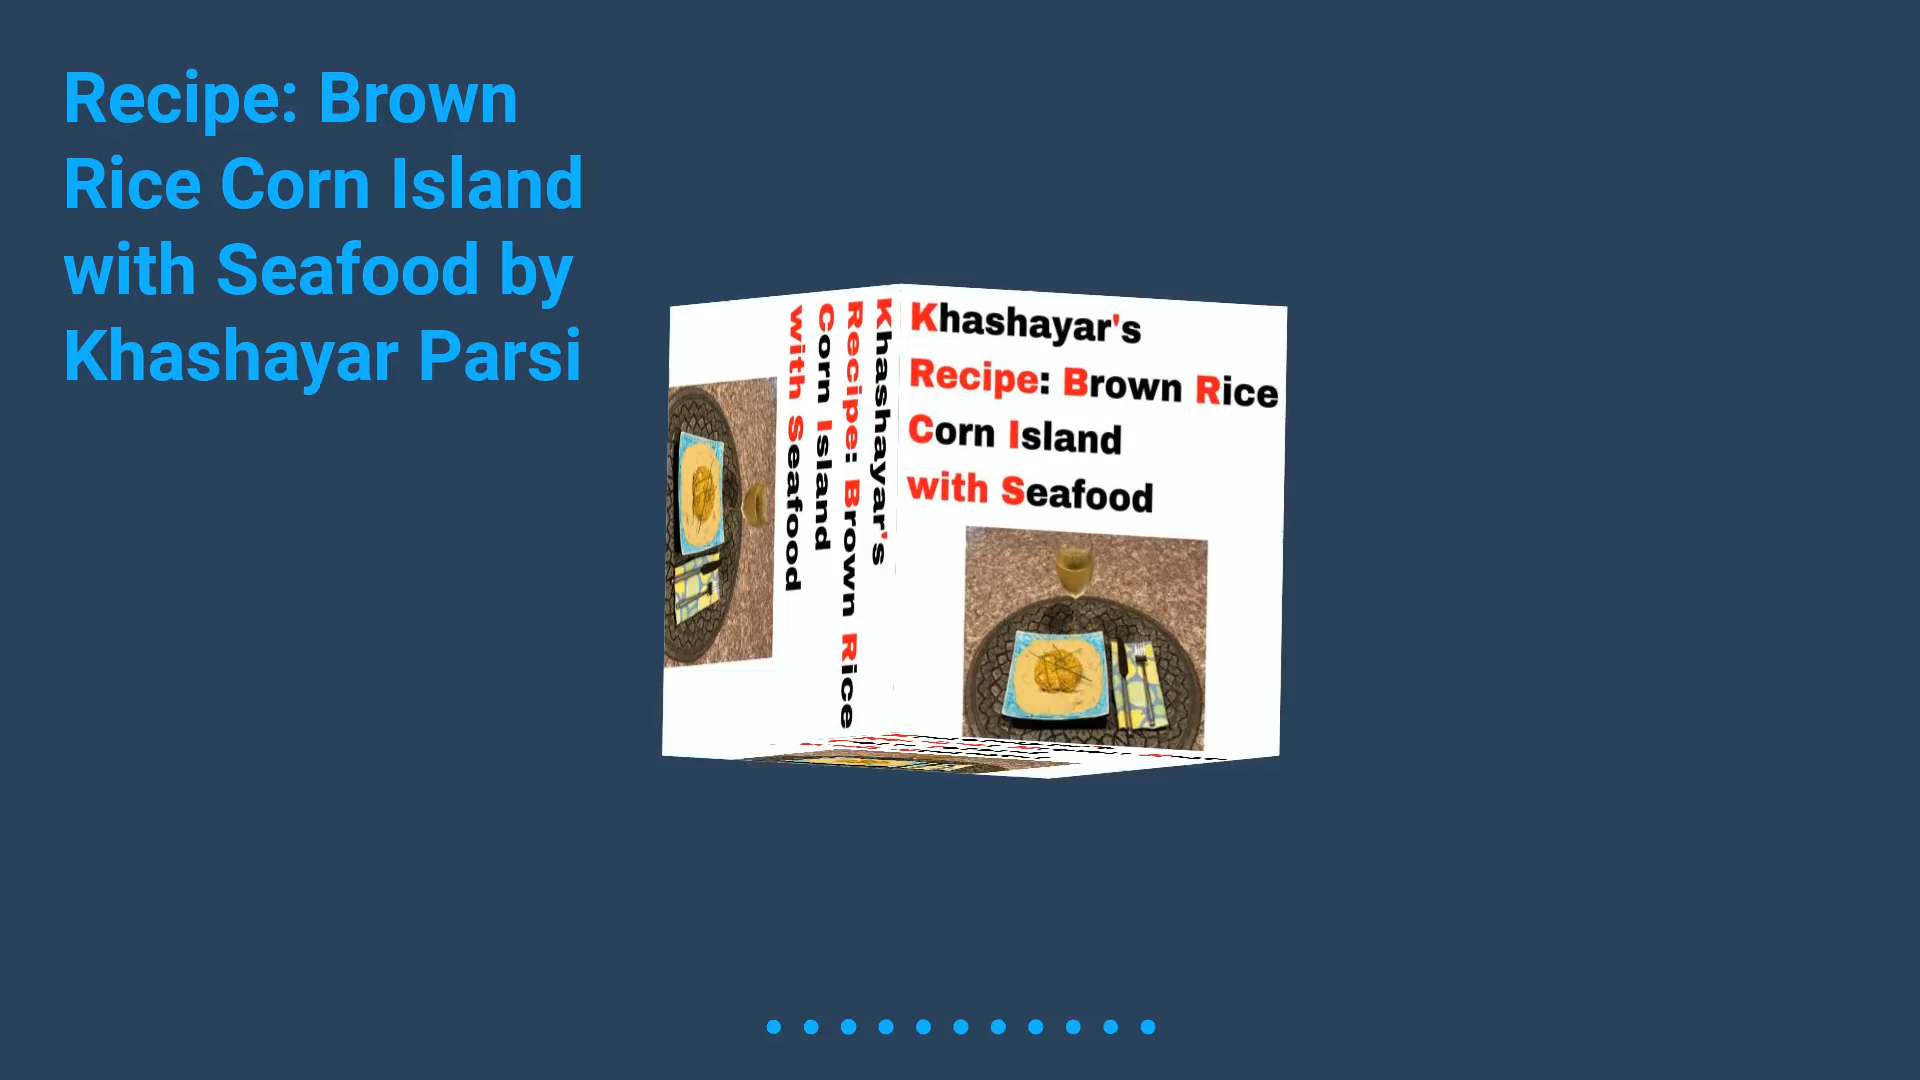 Recipe: Brown
Rice Corn Island
with Seafood by
Khashayar Parsi
Khashayar's
Recipe: Brown Rice
Corn Island
with Seafood
Khashayar's
Recipe: Brown Rice
Corn Island
with Seafood